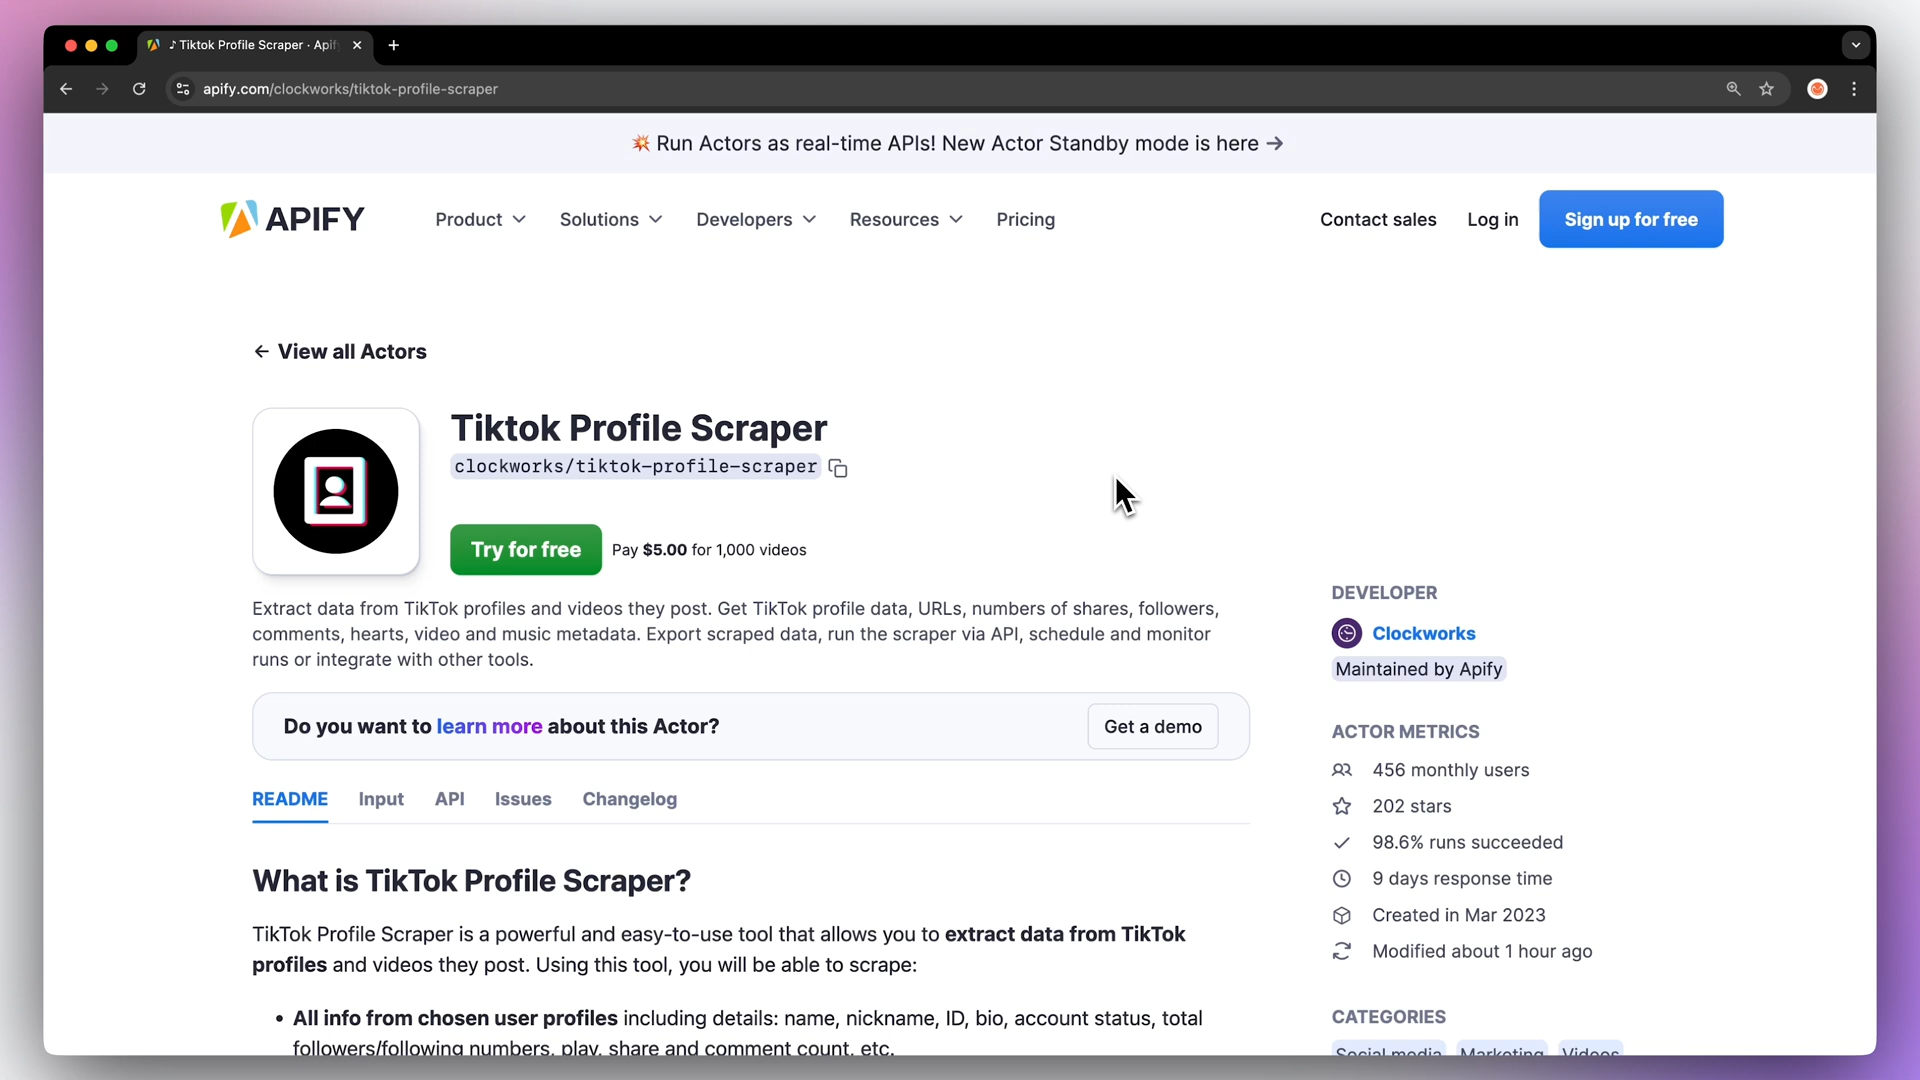 ♪ Tiktok Profile Scraper · Apif
apify.com/clockworks/tiktok-profile-scraper
💥 Run Actors as real-time APIs! New Actor Standby mode is here →
APIFY
Product
Solutions
Developers
Resources
Pricing
Contact sales
Log in
Sign up for free
← View all Actors
Tiktok Profile Scraper
clockworks/tiktok-profile-scraper
Try for free
Pay $5.00 for 1,000 videos
Extract data from TikTok profiles and videos they post. Get TikTok profile data, URLs, numbers of shares, followers,
comments, hearts, video and music metadata. Export scraped data, run the scraper via API, schedule and monitor
runs or integrate with other tools.
Do you want to learn more about this Actor?
Get a demo
README
Input
API
Issues
Changelog
What is TikTok Profile Scraper?
TikTok Profile Scraper is a powerful and easy-to-use tool that allows you to extract data from TikTok
profiles and videos they post. Using this tool, you will be able to scrape:
• All info from chosen user profiles including details: name, nickname, ID, bio, account status, total
followers/following numbers, play, share and comment count, etc.
DEVELOPER
Clockworks
Maintained by Apify
ACTOR METRICS
456 monthly users
202 stars
98.6% runs succeeded
9 days response time
Created in Mar 2023
Modified about 1 hour ago
CATEGORIES
Social media
Marketing
Videos